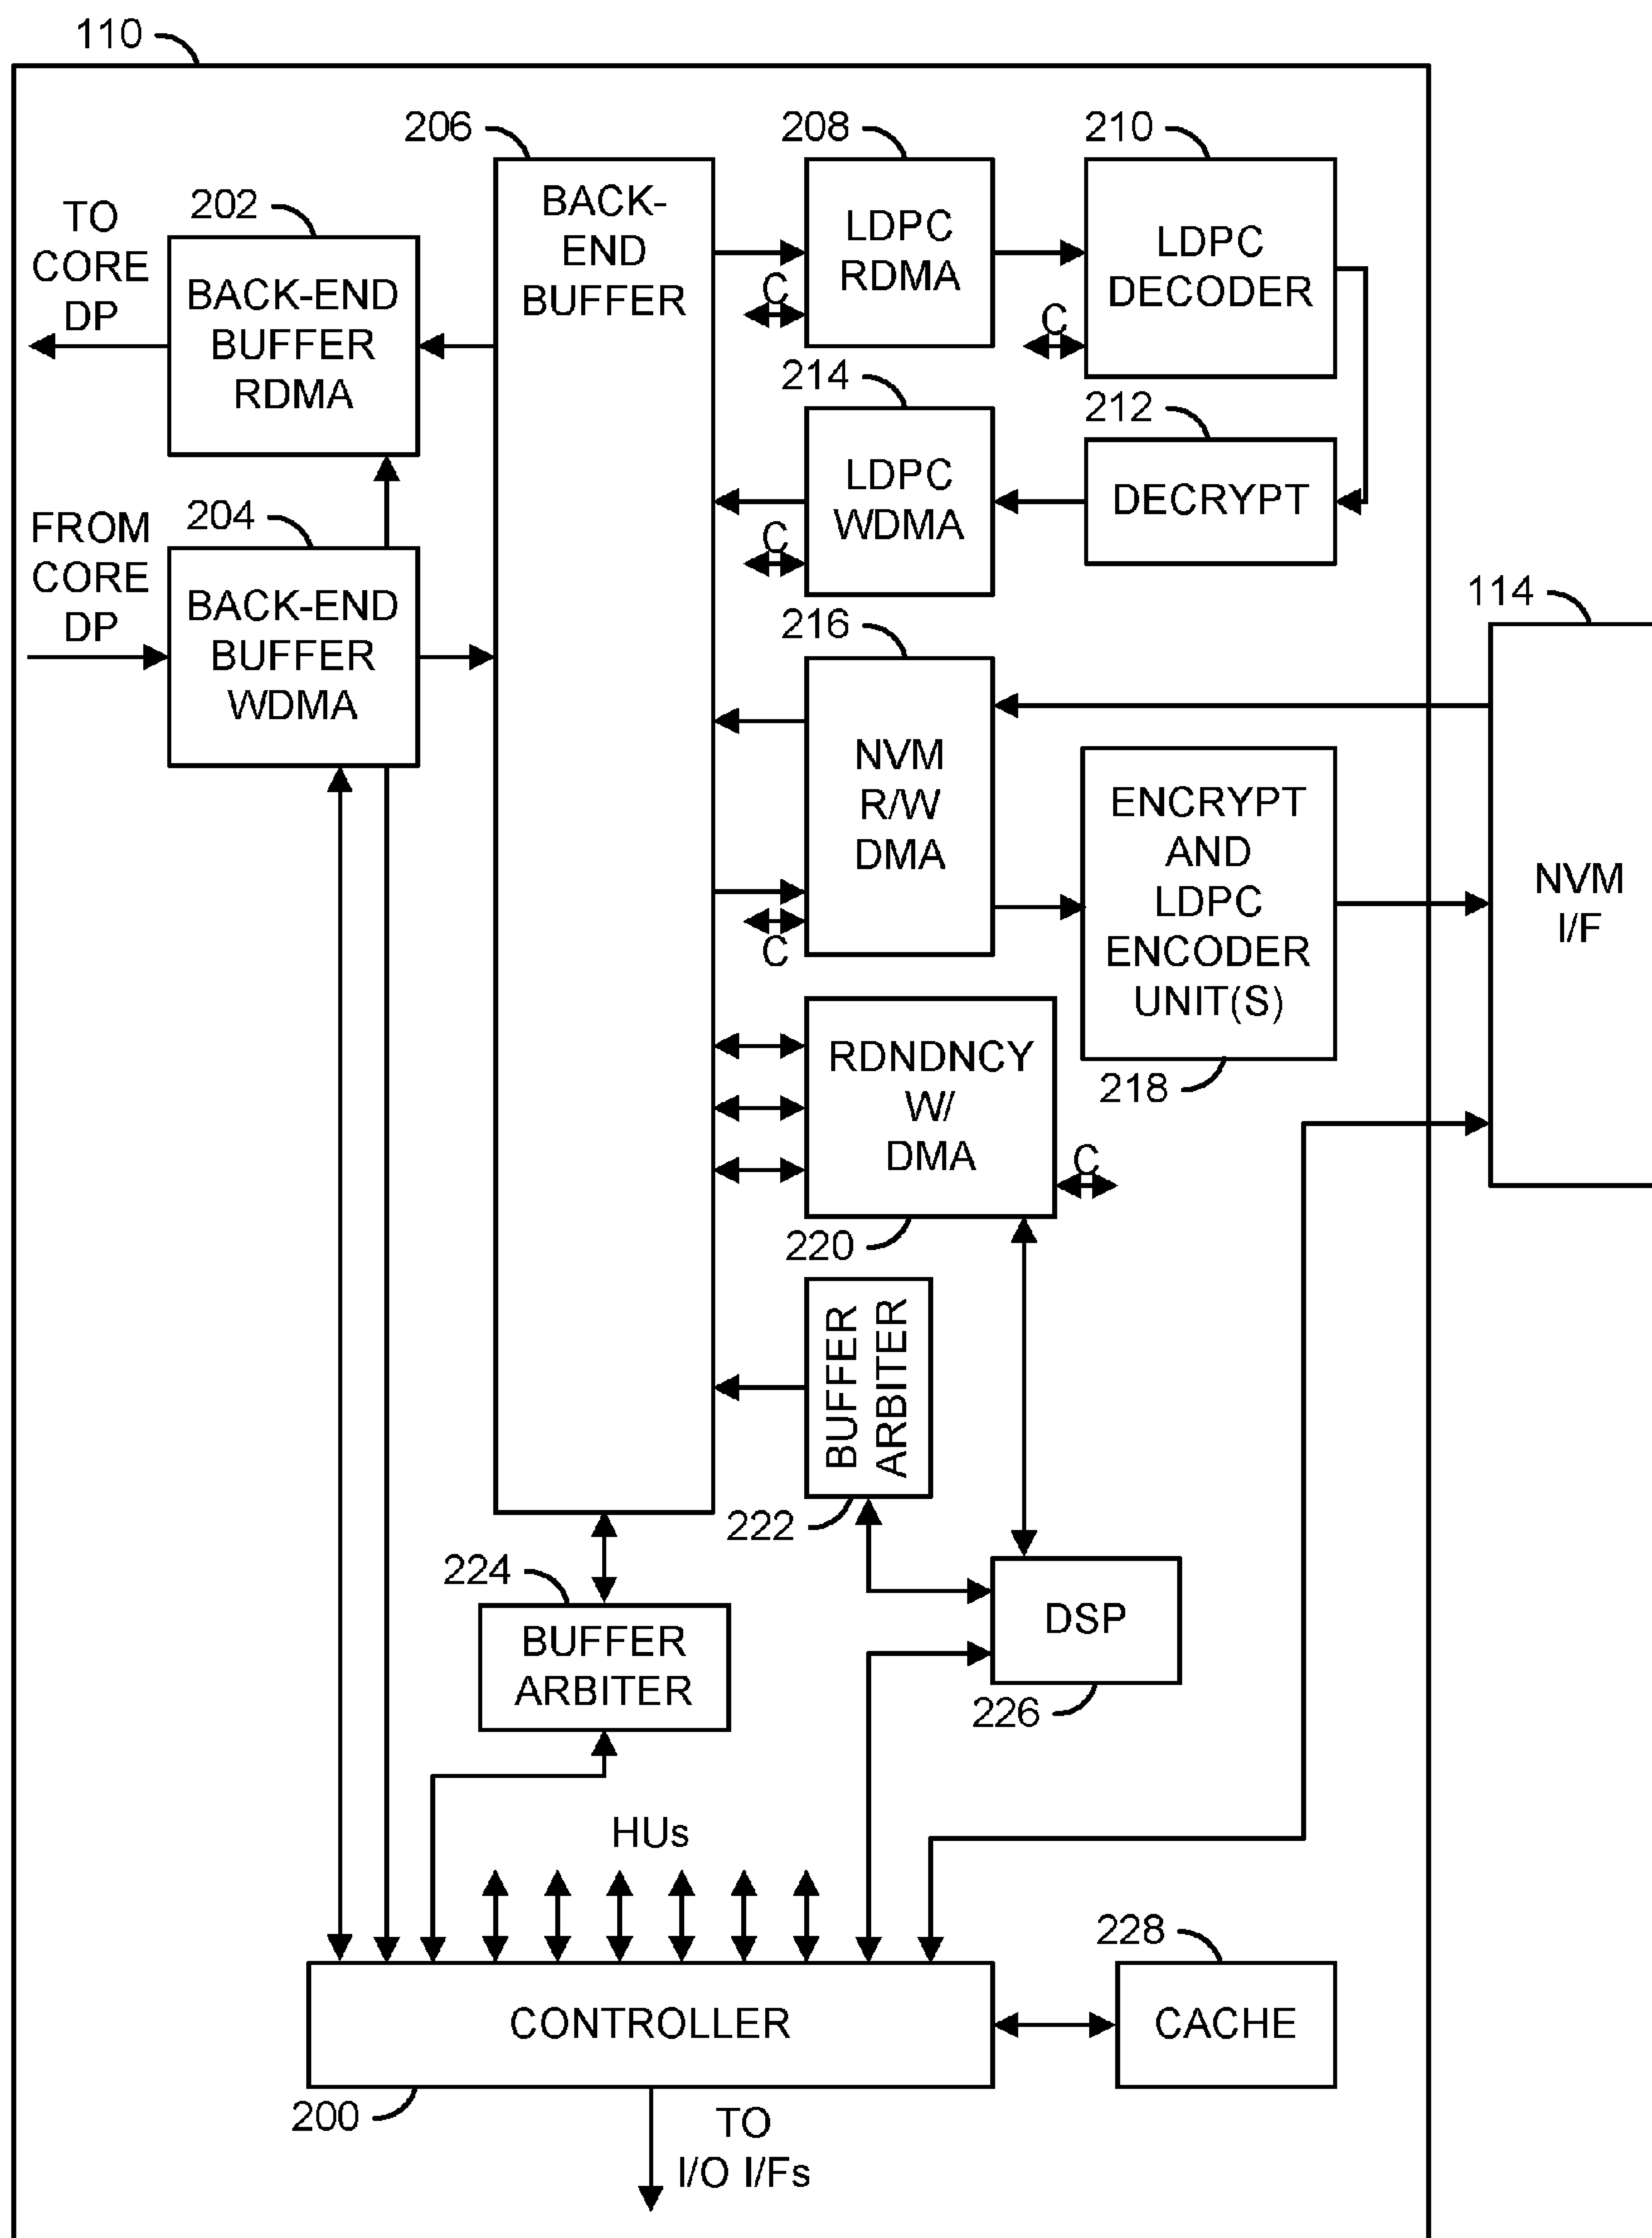 110
206
208
210
TO
CORE
DP
202
BACK-END
BUFFER
RDMA
BACK-
END
BUFFER
LDPC
RDMA
C
LDPC
DECODER
C
214
212
FROM
CORE
DP
204
BACK-END
BUFFER
WDMA
LDPC
WDMA
C
DECRYPT
216
114
NVM
R/W
DMA
C
ENCRYPT
AND
LDPC
ENCODER
UNIT(S)
218
NVM
I/F
RDNDNCY
W/
DMA
C
220
BUFFER
ARBITER
222
224
BUFFER
ARBITER
DSP
226
HUs
228
CONTROLLER
CACHE
200
TO
I/O I/Fs